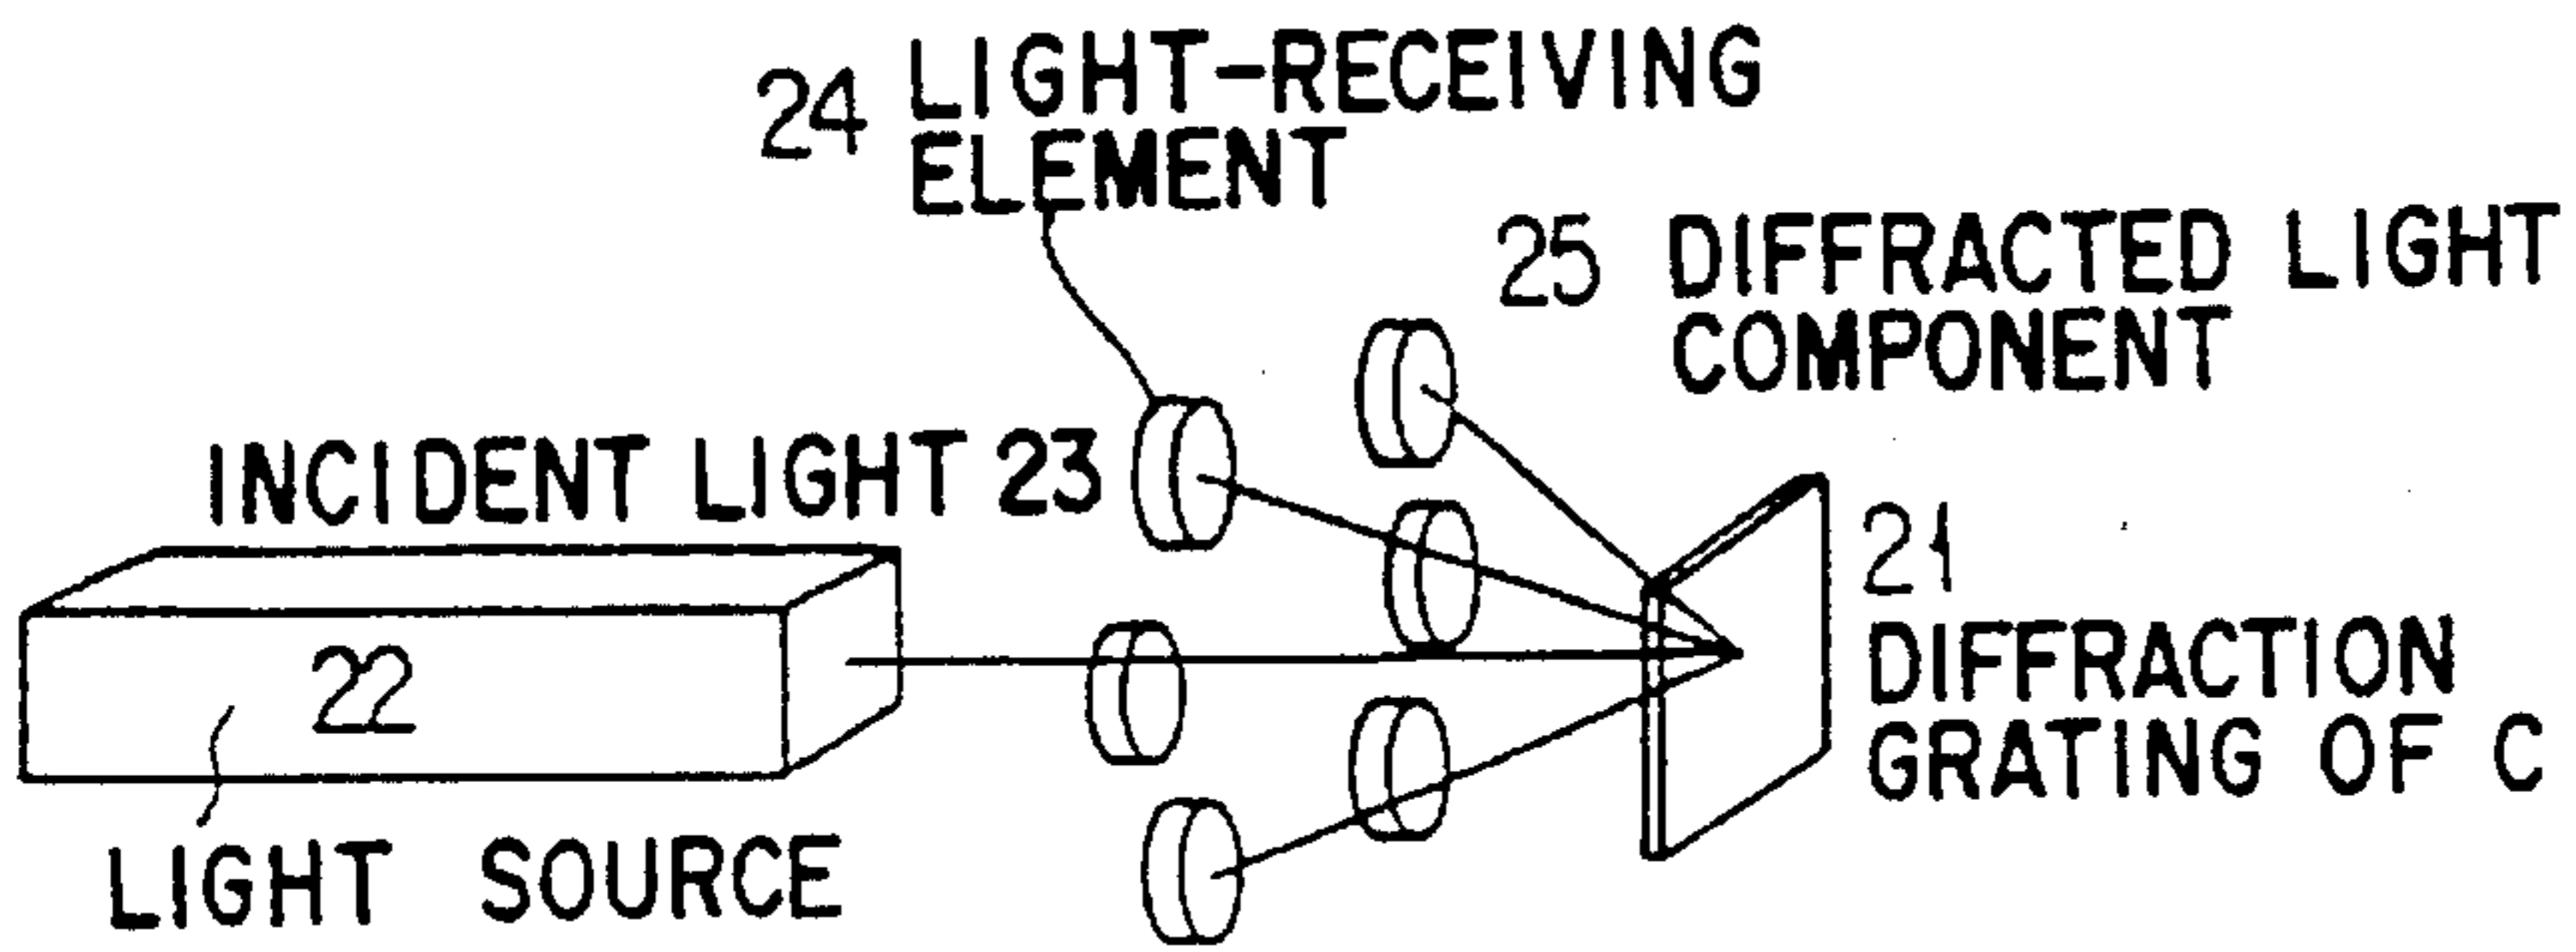 24 LIGHT-RECEIVING
ELEMENT
25 DIFFRACTED LIGHT
COMPONENT
INCIDENT LIGHT 23
21
DIFFRACTION
GRATING OF C
22
LIGHT SOURCE